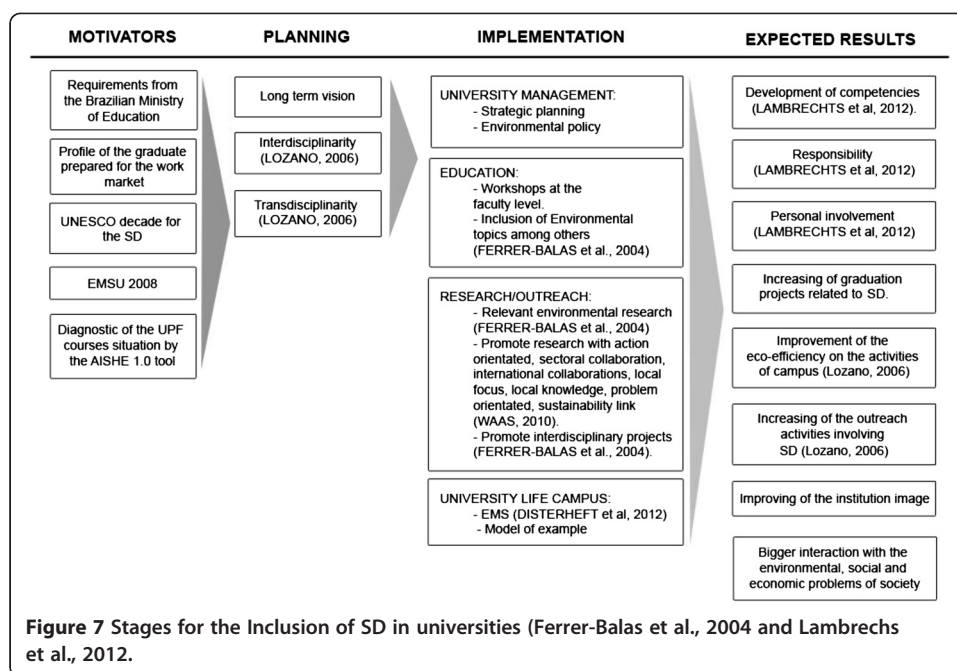 MOTIVATORS
PLANNING
IMPLEMENTATION
EXPECTED RESULTS
Requirements from
the Brazilian Ministry
of Education
Profile of the graduate
prepared for the work
market
UNESCO decade for
the SD
EMSU 2008
Diagnostic of the UPF
courses situation by
the AISHE 1.0 tool
Long term vision
Interdisciplinarity
(LOZANO, 2006)
Transdisciplinarity
(LOZANO, 2006)
UNIVERSITY MANAGEMENT:
- Strategic planning
- Environmental policy
EDUCATION:
- Workshops at the
faculty level.
- Inclusion of Environmental
topics among others
(FERRER-BALAS et al., 2004)
RESEARCH/OUTREACH:
- Relevant environmental research
(FERRER-BALAS et al., 2004)
- Promote research with action
orientated, sectoral collaboration,
international collaborations, local
focus, local knowledge, problem
orientated, sustainability link
(WAAS, 2010).
- Promote interdisciplinary projects
(FERRER-BALAS et al., 2004).
UNIVERSITY LIFE CAMPUS:
- EMS (DISTERHEFT et al, 2012)
- Model of example
Development of competencies
(LAMBRECHTS et al, 2012).
Responsibility
(LAMBRECHTS et al, 2012)
Personal involvement
(LAMBRECHTS et al, 2012)
Increasing of graduation
projects related to SD.
Improvement of the
eco-efficiency on the activities
of campus (Lozano, 2006)
Increasing of the outreach
activities involving
SD (Lozano, 2006)
Improving of the institution image
Bigger interaction with the
environmental, social and
economic problems of society
Figure 7 Stages for the Inclusion of SD in universities (Ferrer-Balas et al., 2004 and Lambrechs
et al., 2012.